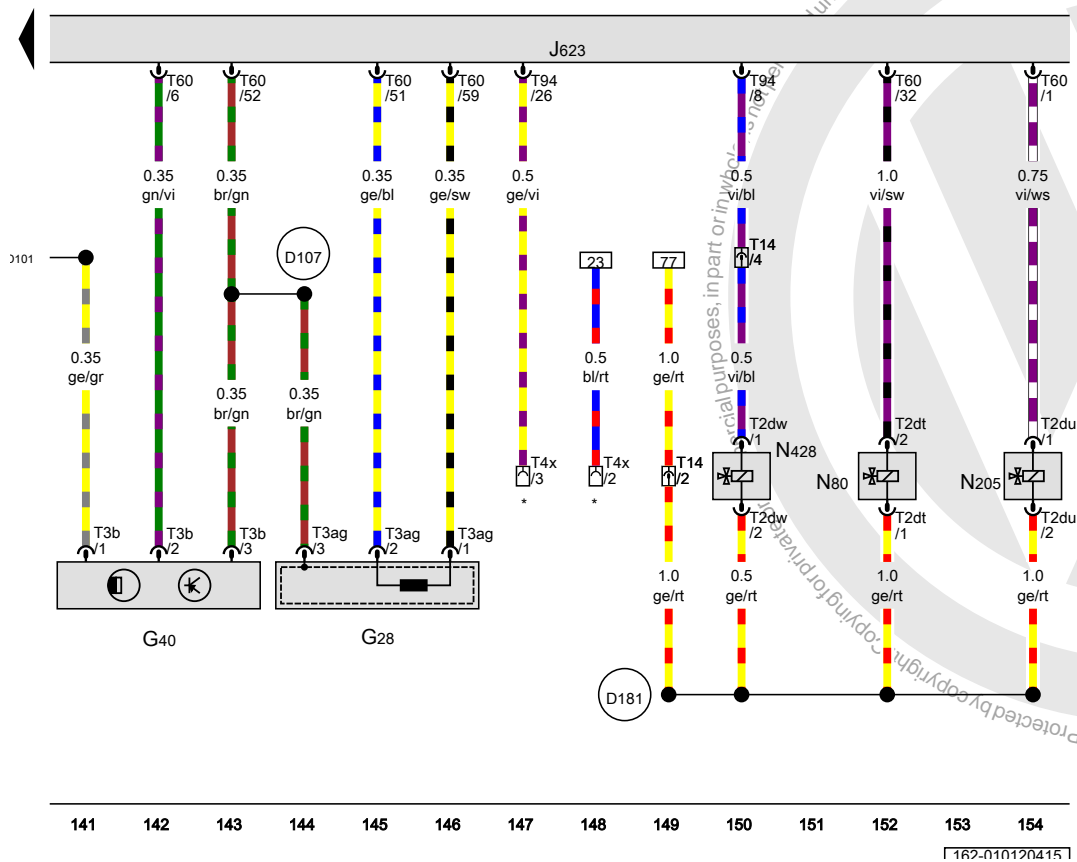 J623
T60 /6
T60 /52
T60 /51
T60 /59
T94 /26
T94 /8
T60 /32
T60 /1
0.35 gn/vi
0.35 br/gn
0.35 ge/bl
0.35 ge/sw
0.5 ge/vi
0.5 vi/bl
1.0 vi/sw
0.75 vi/ws
D107
23
77
T14 /4
0.35 ge/gr
0.35 br/gn
0.35 br/gn
0.5 bl/rt
1.0 ge/rt
0.5 vi/bl
T4x /3
*
T4x /2
*
T14 /2
T2dw /1
N428
T2dt /2
N80
T2du /1
N205
T3b /1
T3b /2
T3b /3
T3ag /3
T3ag /2
T3ag /1
T2dw /2
T2dt /1
T2du /2
1.0 ge/rt
0.5 ge/rt
1.0 ge/rt
1.0 ge/rt
G40
G28
D181
141 142 143 144 145 146 147 148 149 150 151 152 153 154
162-010120415